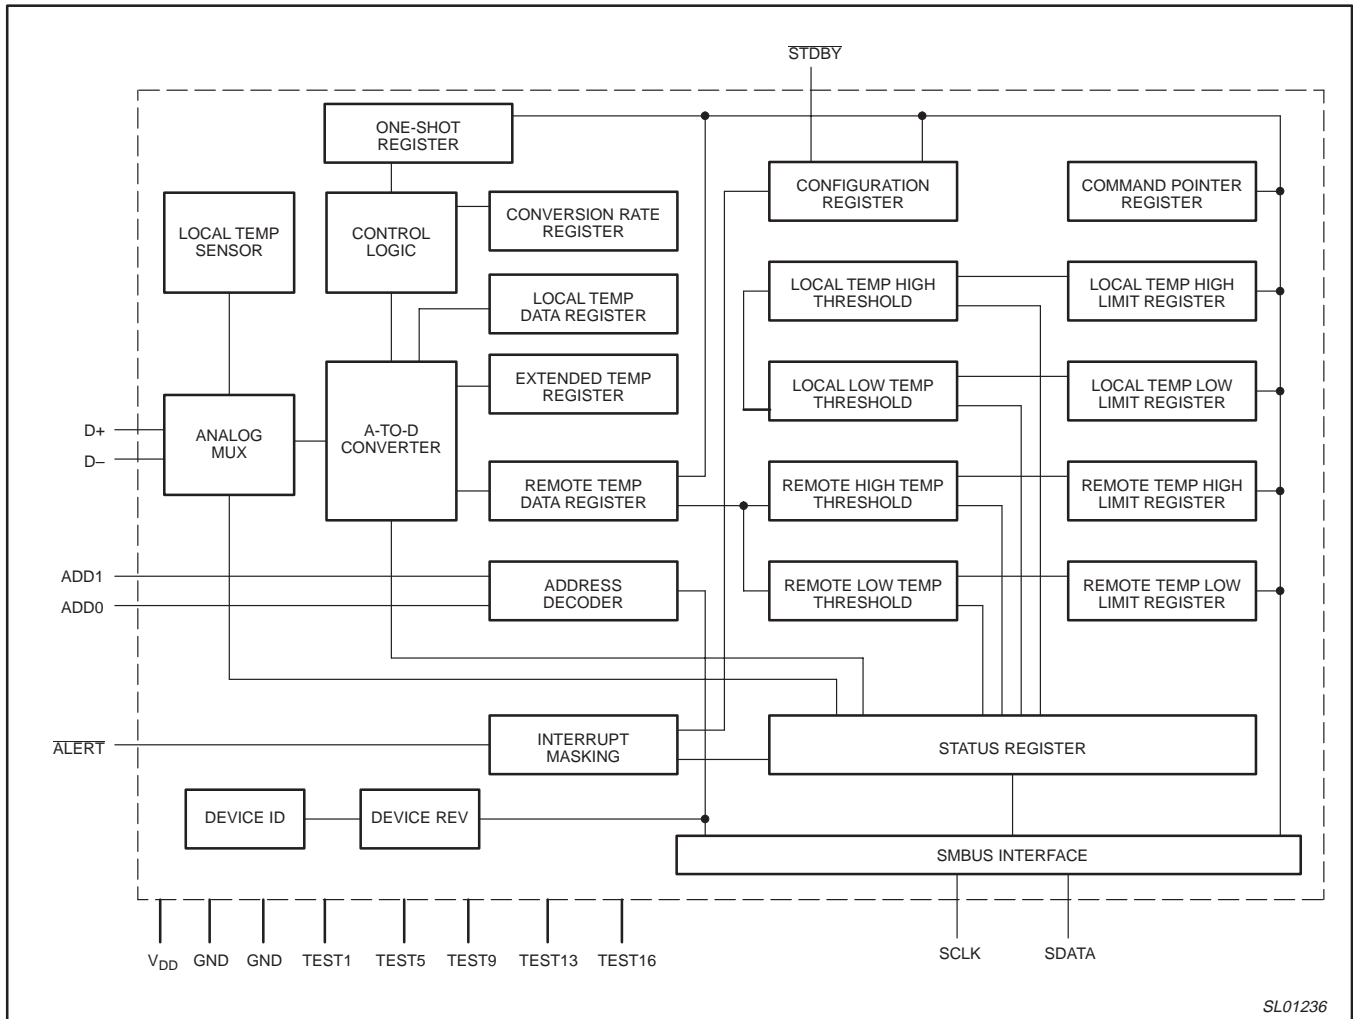 STDBY
ONE-SHOT
REGISTER
LOCAL TEMP
SENSOR
CONTROL
LOGIC
CONVERSION RATE
REGISTER
CONFIGURATION
REGISTER
COMMAND POINTER
REGISTER
LOCAL TEMP
DATA REGISTER
LOCAL TEMP HIGH
THRESHOLD
LOCAL TEMP HIGH
LIMIT REGISTER
EXTENDED TEMP
REGISTER
LOCAL LOW TEMP
THRESHOLD
LOCAL TEMP LOW
LIMIT REGISTER
D+
D–
ANALOG
MUX
A-TO-D
CONVERTER
REMOTE TEMP
DATA REGISTER
REMOTE HIGH TEMP
THRESHOLD
REMOTE TEMP HIGH
LIMIT REGISTER
ADD1
ADD0
ADDRESS
DECODER
REMOTE LOW TEMP
THRESHOLD
REMOTE TEMP LOW
LIMIT REGISTER
ALERT
INTERRUPT
MASKING
STATUS REGISTER
DEVICE ID
DEVICE REV
SMBUS INTERFACE
VDD
GND
GND
TEST1
TEST5
TEST9
TEST13
TEST16
SCLK
SDATA
SL01236